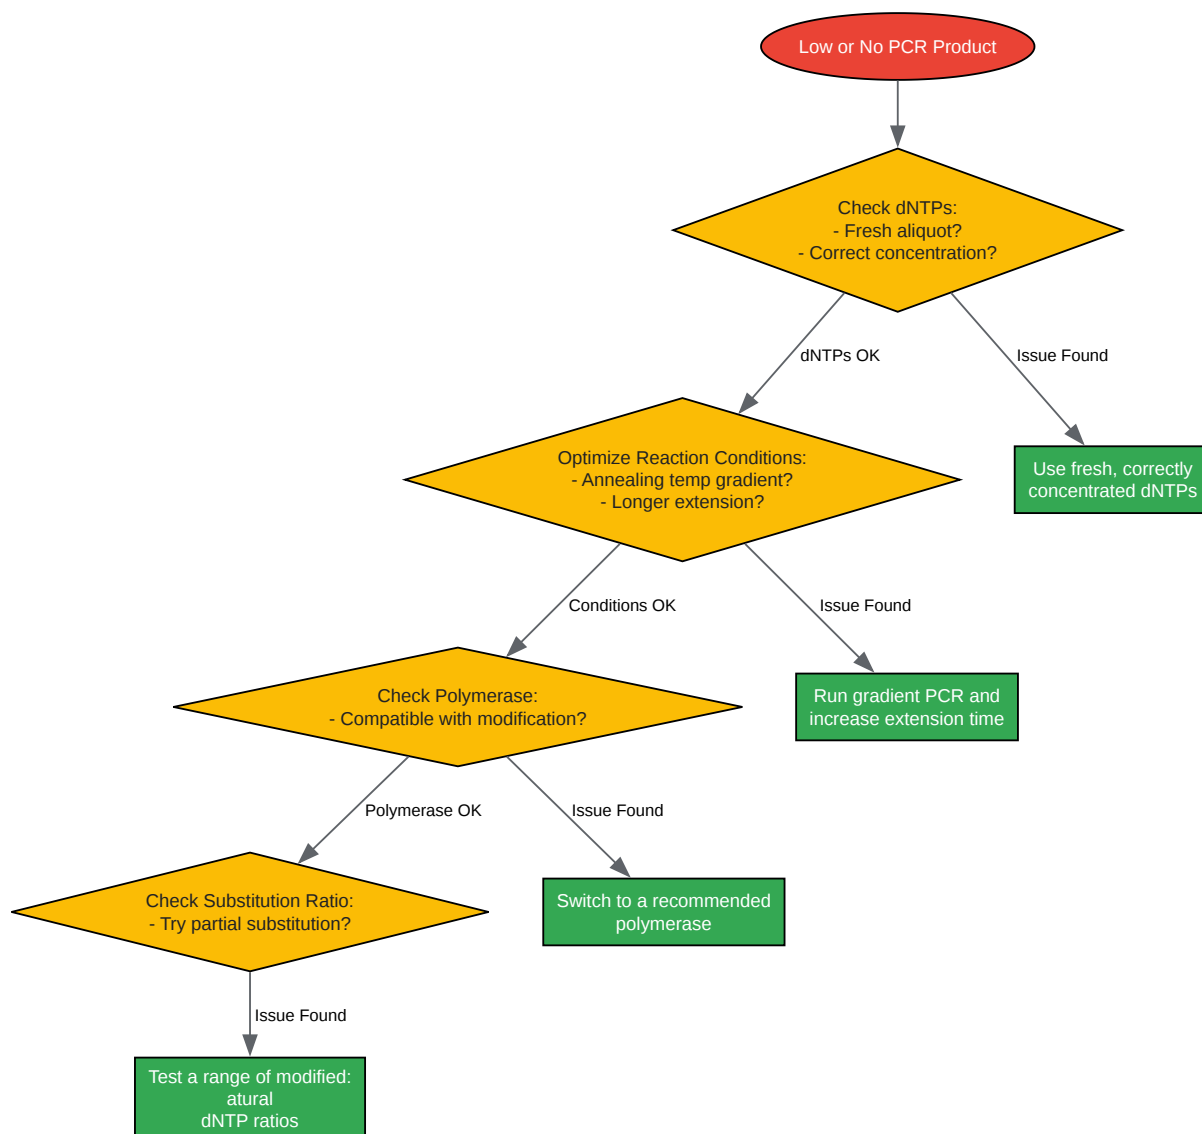 Low or No PCR Product
Check dNTPs:
- Fresh aliquot?
- Correct concentration?
dNTPs OK
Issue Found
Optimize Reaction Conditions:
- Annealing temp gradient?
- Longer extension?
Use fresh, correctly
concentrated dNTPs
Conditions OK
Issue Found
Check Polymerase:
- Compatible with modification?
Run gradient PCR and
increase extension time
Polymerase OK
Issue Found
Check Substitution Ratio:
- Try partial substitution?
Switch to a recommended
polymerase
Issue Found
Test a range of modified:
atural
dNTP ratios